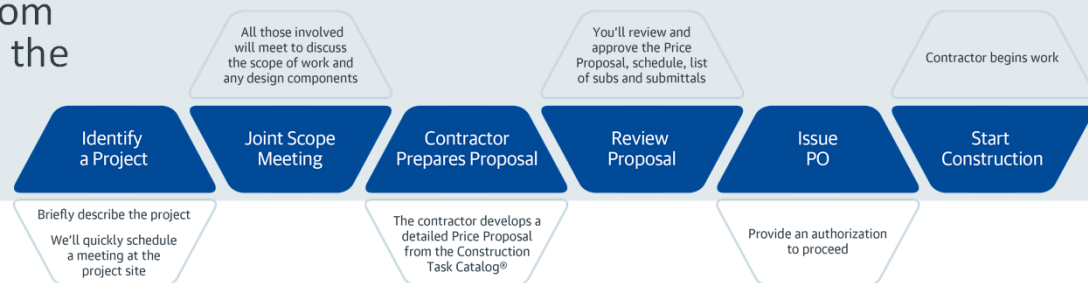 the
All those involved
will meet to discuss
the scope of work and
any design components
You'll review and
approve the Price
Proposal, schedule, list
of subs and submittals
Contractor begins work
Identify
a Project
Joint Scope
Meeting
Contractor
Prepares Proposal
Review
Proposal
Issue
PO
Start
Construction
Briefly describe the project
We'll quickly schedule
a meeting at the
project site
The contractor develops a
detailed Price Proposal
from the Construction
Task Catalog®
Provide an authorization
to proceed